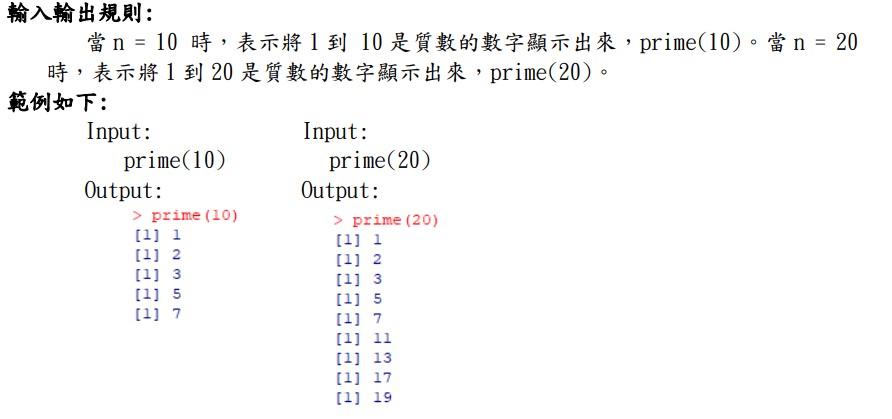 輸入輸出規則:
當 n = 10 時，表示將 1 到 10 是質數的數字顯示出來，prime(10)。當 n = 20
時，表示將 1 到 20 是質數的數字顯示出來，prime(20)。
範例如下:
Input:
prime(10)
Output:
> prime(10)
[1] 1
[1] 2
[1] 3
[1] 5
[1] 7
Input:
prime(20)
Output:
> prime(20)
[1] 1
[1] 2
[1] 3
[1] 5
[1] 7
[1] 11
[1] 13
[1] 17
[1] 19